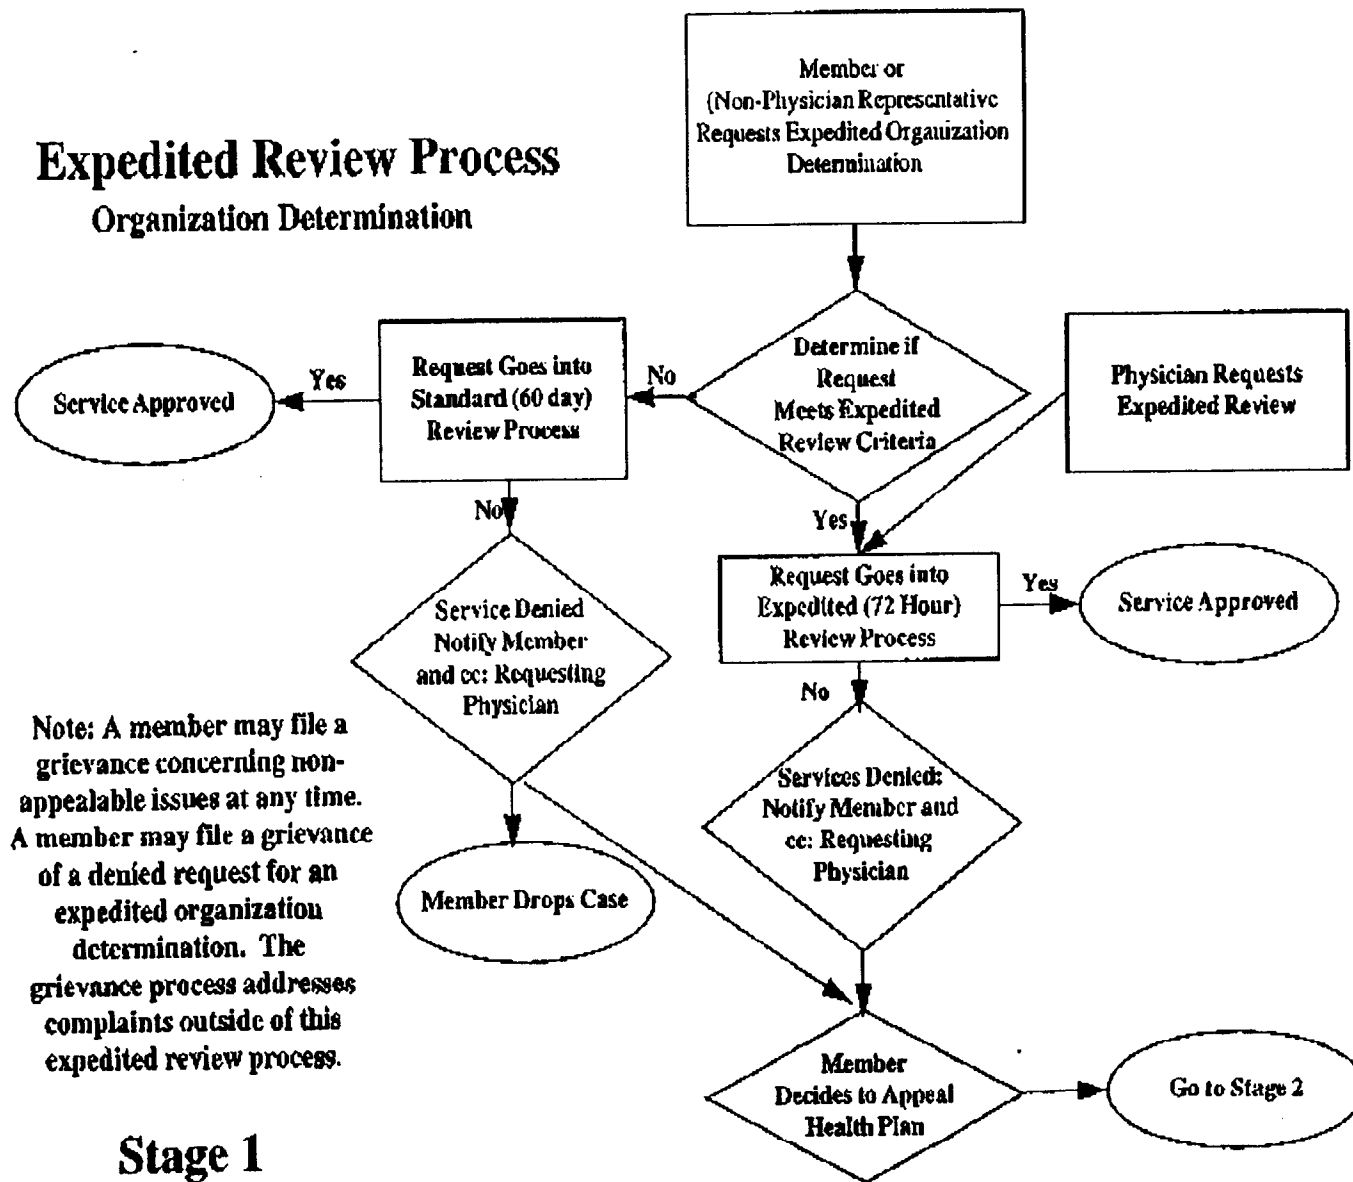 Expedited Review Process
Organization Determination
Member or
(Non-Physician Representative
Requests Expedited Organization
Determination
Determine if
Request
Meets Expedited
Review Criteria
Physician Requests
Expedited Review
No
Request Goes into
Standard (60 day)
Review Process
Yes
Service Approved
No
Service Denied
Notify Member
and cc: Requesting
Physician
Member Drops Case
Yes
Request Goes into
Expedited (72 Hour)
Review Process
Yes
Service Approved
No
Services Denied:
Notify Member and
cc: Requesting
Physician
Member
Decides to Appeal
Health Plan
Go to Stage 2
Note: A member may file a
grievance concerning non-
appealable issues at any time.
A member may file a grievance
of a denied request for an
expedited organization
determination. The
grievance process addresses
complaints outside of this
expedited review process.
Stage 1